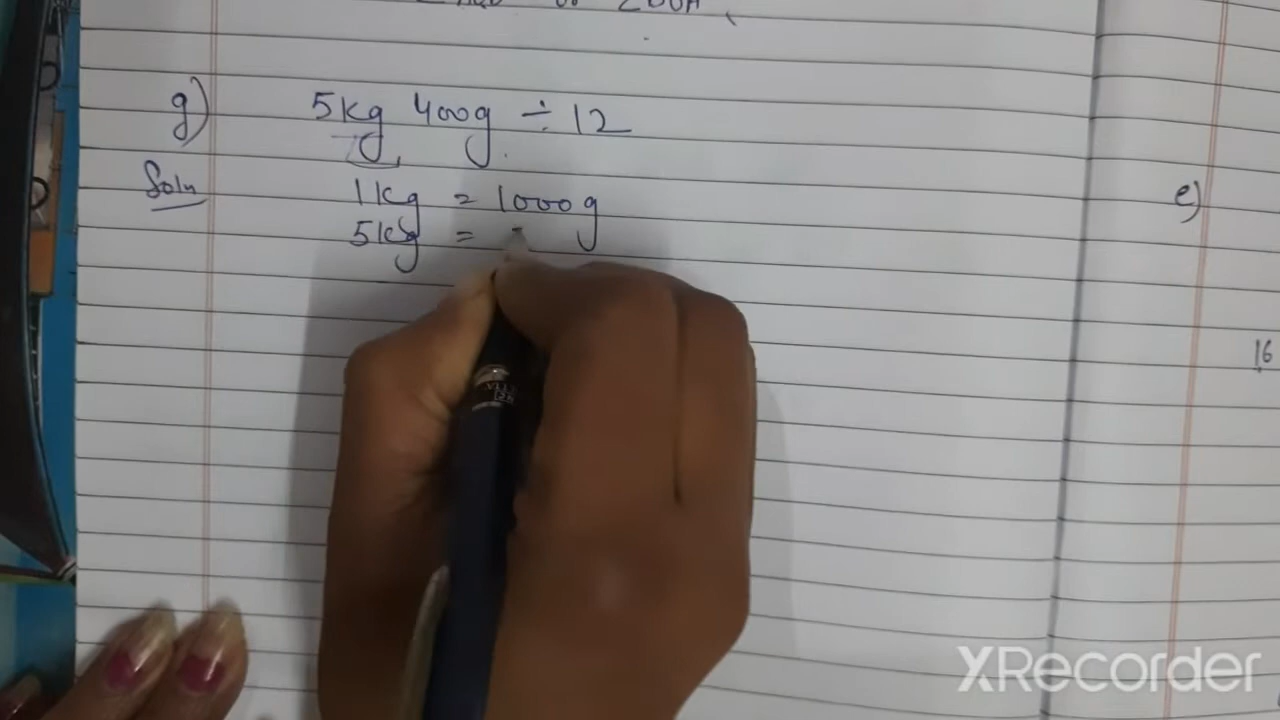 g) 5kg 400g ÷ 12
Soln 1kg = 1000g
5kg =
e)
16
XRecorder